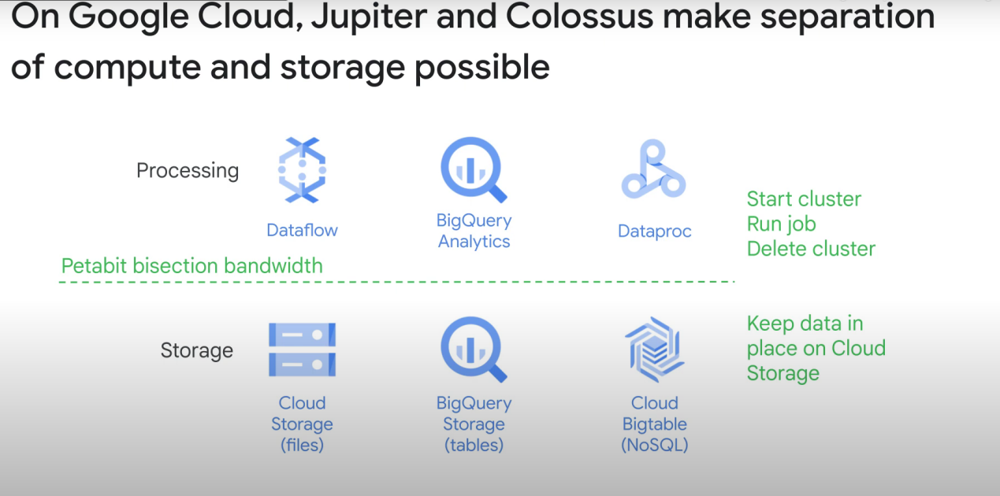 On Google Cloud, Jupiter and Colossus make separation
of compute and storage possible
Processing
Dataflow
BigQuery
Analytics
Dataproc
Start cluster
Run job
Delete cluster
Petabit bisection bandwidth
Storage
Cloud
Storage
(files)
BigQuery
Storage
(tables)
Cloud
Bigtable
(NoSQL)
Keep data in
place on Cloud
Storage